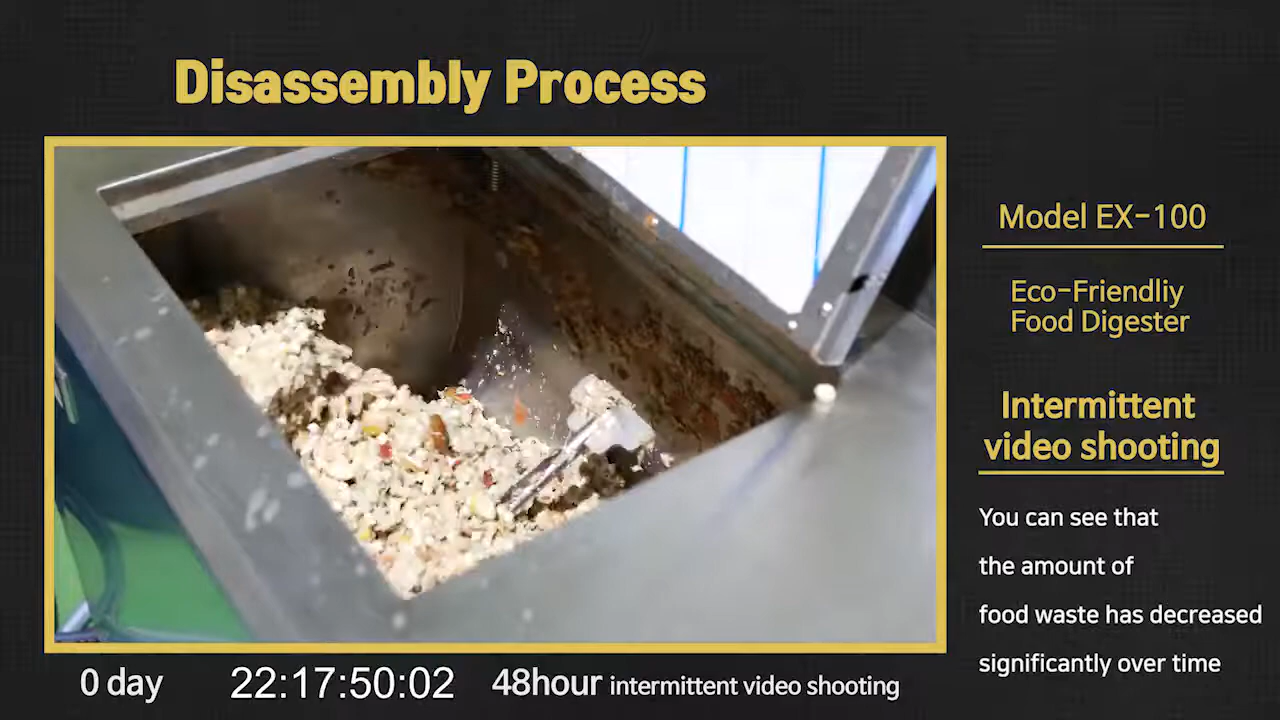 Disassembly Process
Model EX-100
Eco-Friendliy
Food Digester
Intermittent
video shooting
You can see that
the amount of
food waste has decreased
significantly over time
0 day 22:17:50:02 48hour intermittent video shooting